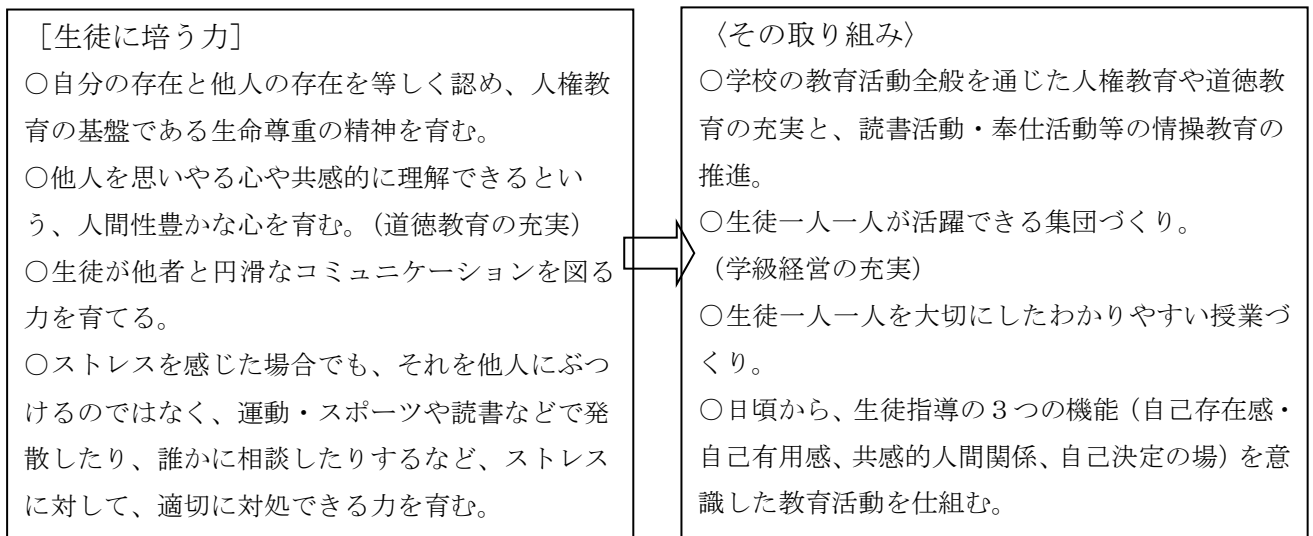 ［生徒に培う力］
○自分の存在と他人の存在を等しく認め、人権教
育の基盤である生命尊重の精神を育む。
○他人を思いやる心や共感的に理解できるとい
う、人間性豊かな心を育む。（道徳教育の充実）
○生徒が他者と円滑なコミュニケーションを図る
力を育てる。
○ストレスを感じた場合でも、それを他人にぶつ
けるのではなく、運動・スポーツや読書などで発
散したり、誰かに相談したりするなど、ストレス
に対して、適切に対処できる力を育む。
〈その取り組み〉
○学校の教育活動全般を通じた人権教育や道徳教
育の充実と、読書活動・奉仕活動等の情操教育の
推進。
○生徒一人一人が活躍できる集団づくり。
（学級経営の充実）
○生徒一人一人を大切にしたわかりやすい授業づ
くり。
○日頃から、生徒指導の３つの機能（自己存在感・
自己有用感、共感的人間関係、自己決定の場）を意
識した教育活動を仕組む。